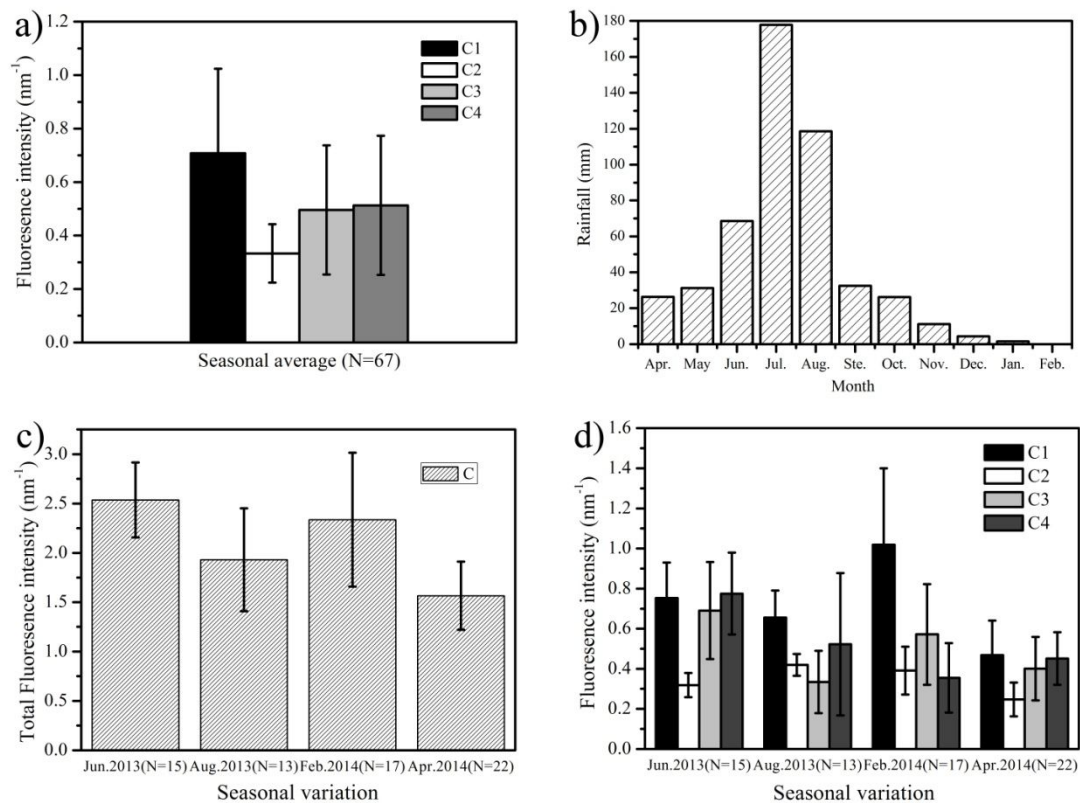 a)
1.2
1.0
0.8
0.6
0.4
0.2
0.0
Fluoresence intensity (nm-1)
C1
C2
C3
C4
Seasonal average (N=67)
b)
180
160
140
120
100
80
60
40
20
0
Rainfall (mm)
Apr. May Jun. Jul. Aug. Ste. Oct. Nov. Dec. Jan. Feb.
Month
c)
3.0
2.5
2.0
1.5
1.0
0.5
0.0
Total Fluoresence intensity (nm-1)
C
Jun.2013(N=15) Aug.2013(N=13) Feb.2014(N=17) Apr.2014(N=22)
Seasonal variation
d)
1.6
1.4
1.2
1.0
0.8
0.6
0.4
0.2
0.0
Fluoresence intensity (nm-1)
C1
C2
C3
C4
Jun.2013(N=15) Aug.2013(N=13) Feb.2014(N=17) Apr.2014(N=22)
Seasonal variation